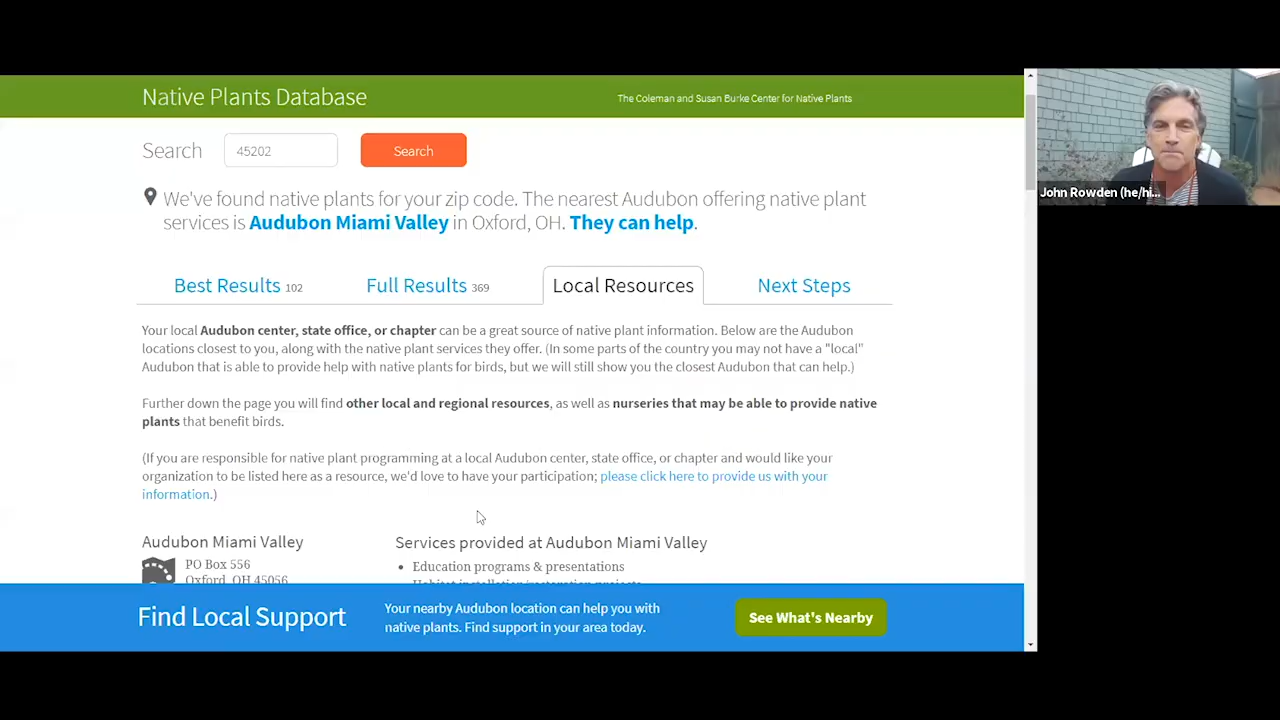 Native Plants Database
The Coleman and Susan Burke Center for Native Plants
Search
45202
Search
We've found native plants for your zip code. The nearest Audubon offering native plant
services is Audubon Miami Valley in Oxford, OH. They can help.
Best Results 102
Full Results 369
Local Resources
Next Steps
Your local Audubon center, state office, or chapter can be a great source of native plant information. Below are the Audubon
locations closest to you, along with the native plant services they offer. (In some parts of the country you may not have a "local"
Audubon that is able to provide help with native plants for birds, but we will still show you the closest Audubon that can help.)
Further down the page you will find other local and regional resources, as well as nurseries that may be able to provide native
plants that benefit birds.
(If you are responsible for native plant programming at a local Audubon center, state office, or chapter and would like your
organization to be listed here as a resource, we'd love to have your participation; please click here to provide us with your
information.)
Audubon Miami Valley
PO Box 556
Oxford, OH 45056
Services provided at Audubon Miami Valley
• Education programs & presentations
Habitat installation/restoration projects
Find Local Support
Your nearby Audubon location can help you with
native plants. Find support in your area today.
See What's Nearby
John Rowden (he/hi...